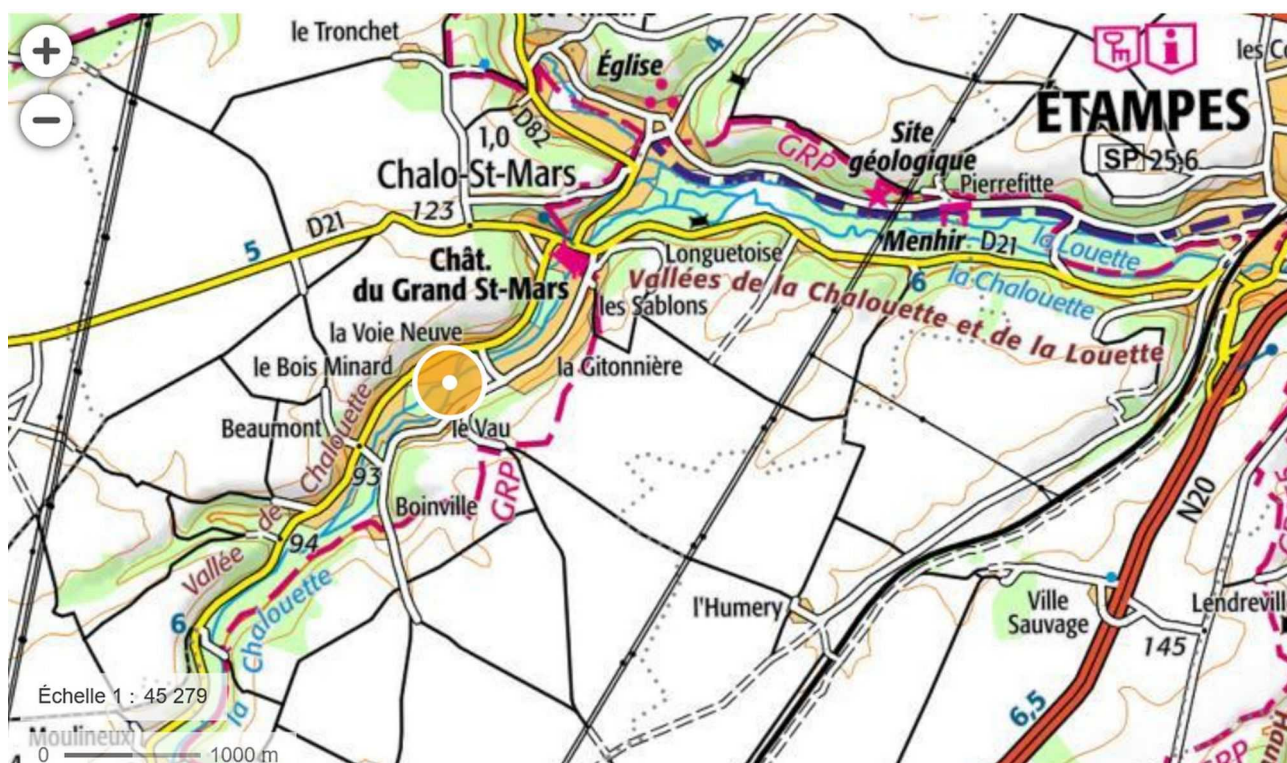 le Tronchet
Église
4
les
ÉTAMPES
D82
1,0
GRP
Site
géologique
SP 25,6
Chalo-St-Mars
Pierrefitte
123
D21
5
Menhir
D21
la Louette
Longuetoise
Chât.
du Grand St-Mars
Vallées de la Chalouette et de la Louette
6
la Chalouette
les Sablons
la Voie Neuve
le Bois Minard
la Gitonnière
Beaumont
le Vau
93
Boinville
GRP
N20
94
Vallée de Chalouette
la Chalouette
6
l'Humery
Ville
Sauvage
Lendrevill
145
Échelle 1 : 45 279
6,5
Moulineux
0 1000 m
GRP